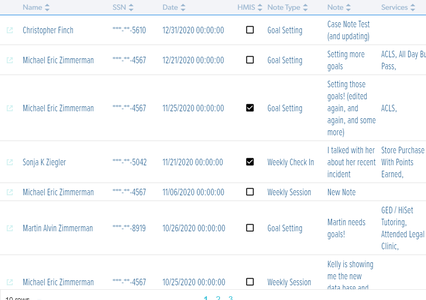 Name SSN Date HMIS Note Type Note Services
Christopher Finch ***-**-5610 12/31/2020 00:00:00 Goal Setting Case Note Test
(and updating)
Michael Eric Zimmerman ***-**-4567 12/21/2020 00:00:00 Goal Setting Setting more ACLS, All Day Bu
goals Pass,
Michael Eric Zimmerman ***-**-4567 11/25/2020 00:00:00 Goal Setting Setting those ACLS,
goals! (edited
again, and
again, and some
more)
Sonja K Ziegler ***-**-5042 11/21/2020 00:00:00 Weekly Check In I talked with her Store Purchase
about her recent With Points
incident Earned,
Michael Eric Zimmerman ***-**-4567 11/06/2020 00:00:00 Weekly Session New Note
Martin Alvin Zimmerman ***-**-8919 10/26/2020 00:00:00 Goal Setting Martin needs GED / HiSet
goals! Tutoring,
Attended Legal
Clinic,
Michael Eric Zimmerman ***-**-4567 10/25/2020 00:00:00 Weekly Session Kelly is showing
me the new
data base and
1 2 3